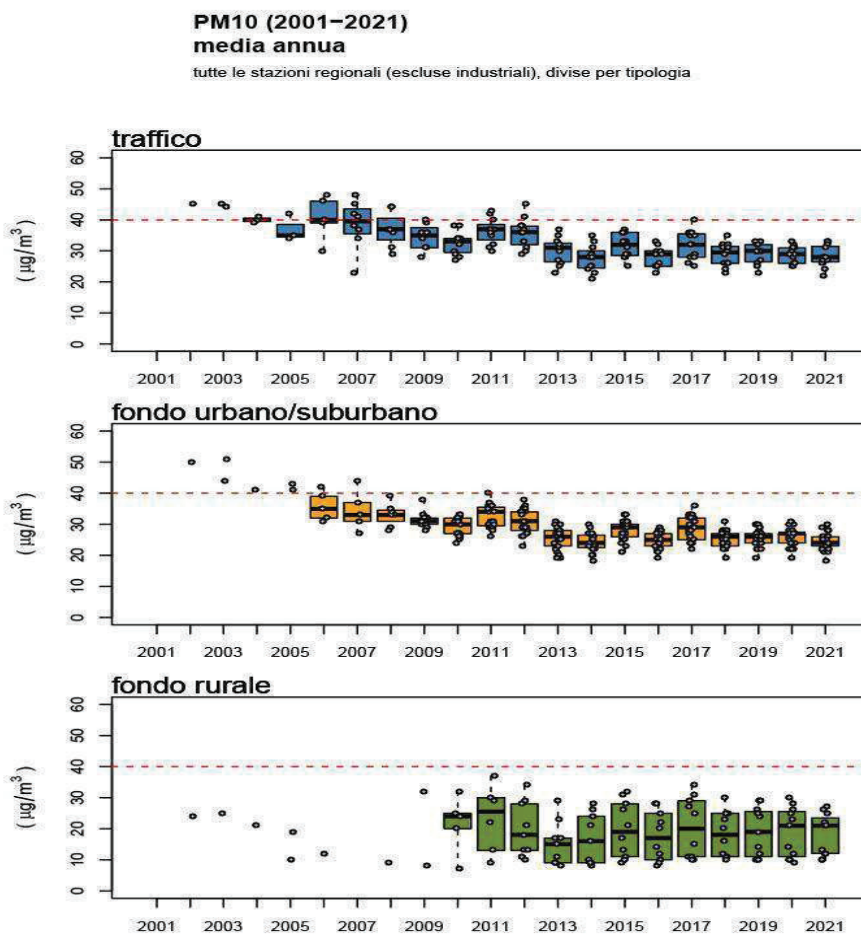 PM10 (2001−2021)
media annua
tutte le stazioni regionali (escluse industriali), divise per tipologia
traffico
60
50
40
30
20
10
0
( μg/m³ )
2001 2003 2005 2007 2009 2011 2013 2015 2017 2019 2021
fondo urbano/suburbano
60
50
40
30
20
10
0
( μg/m³ )
2001 2003 2005 2007 2009 2011 2013 2015 2017 2019 2021
fondo rurale
60
50
40
30
20
10
0
( μg/m³ )
2001 2003 2005 2007 2009 2011 2013 2015 2017 2019 2021